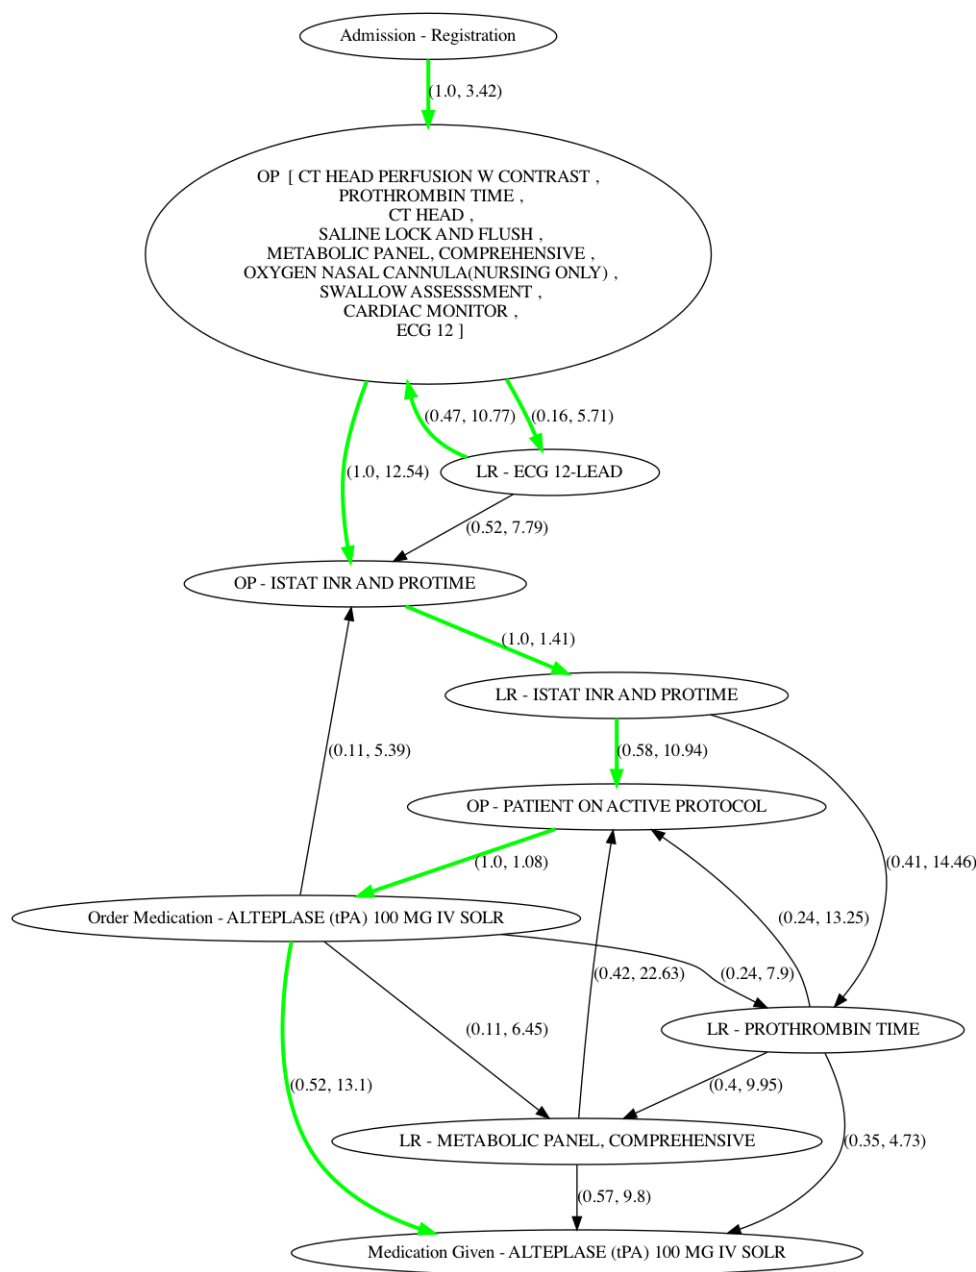 Admission - Registration
(1.0, 3.42)
OP [ CT HEAD PERFUSION W CONTRAST ,
PROTHROMBIN TIME ,
CT HEAD ,
SALINE LOCK AND FLUSH ,
METABOLIC PANEL, COMPREHENSIVE ,
OXYGEN NASAL CANNULA(NURSING ONLY) ,
SWALLOW ASSESSSMENT ,
CARDIAC MONITOR ,
ECG 12 ]
(0.47, 10.77)
(0.16, 5.71)
(1.0, 12.54)
LR - ECG 12-LEAD
(0.52, 7.79)
OP - ISTAT INR AND PROTIME
(1.0, 1.41)
LR - ISTAT INR AND PROTIME
(0.11, 5.39)
(0.58, 10.94)
OP - PATIENT ON ACTIVE PROTOCOL
(1.0, 1.08)
(0.41, 14.46)
Order Medication - ALTEPLASE (tPA) 100 MG IV SOLR
(0.24, 13.25)
(0.42, 22.63)
(0.24, 7.9)
(0.11, 6.45)
LR - PROTHROMBIN TIME
(0.52, 13.1)
(0.4, 9.95)
LR - METABOLIC PANEL, COMPREHENSIVE
(0.35, 4.73)
(0.57, 9.8)
Medication Given - ALTEPLASE (tPA) 100 MG IV SOLR